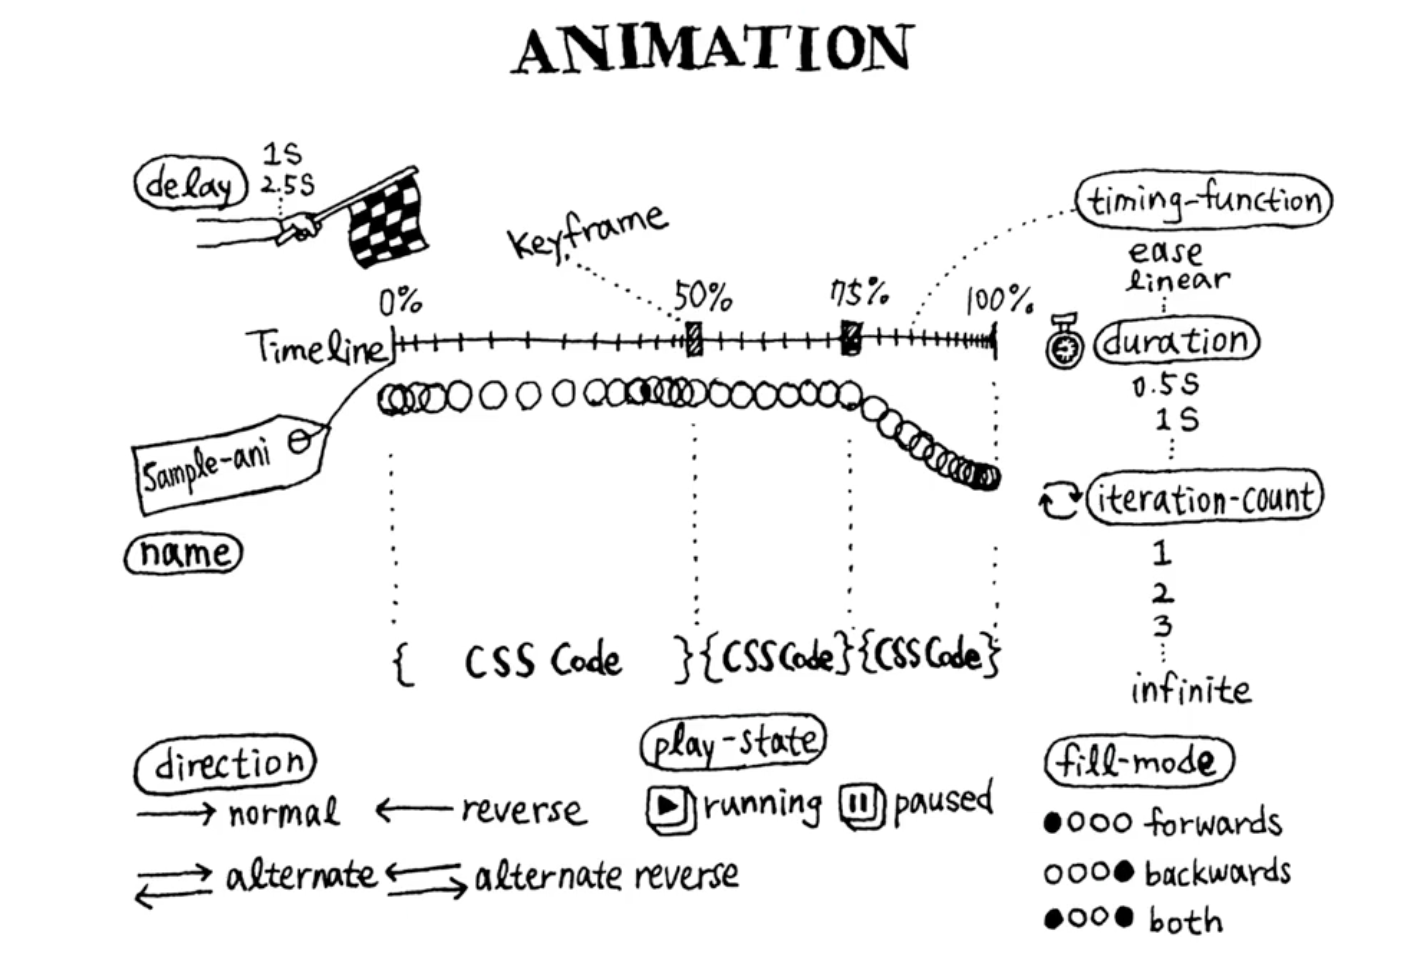 ANIMATION
delay
1S
2.5S
Keyframe
timing-function
ease
linear
0%
50%
75%
100%
Timeline
duration
0.5S
1S
Sample-ani
name
iteration-count
1
2
3
infinite
{ CSS Code }{CSS Code}{CSS Code}
direction
normal
reverse
alternate
alternate reverse
play-state
running
paused
fill-mode
forwards
backwards
both